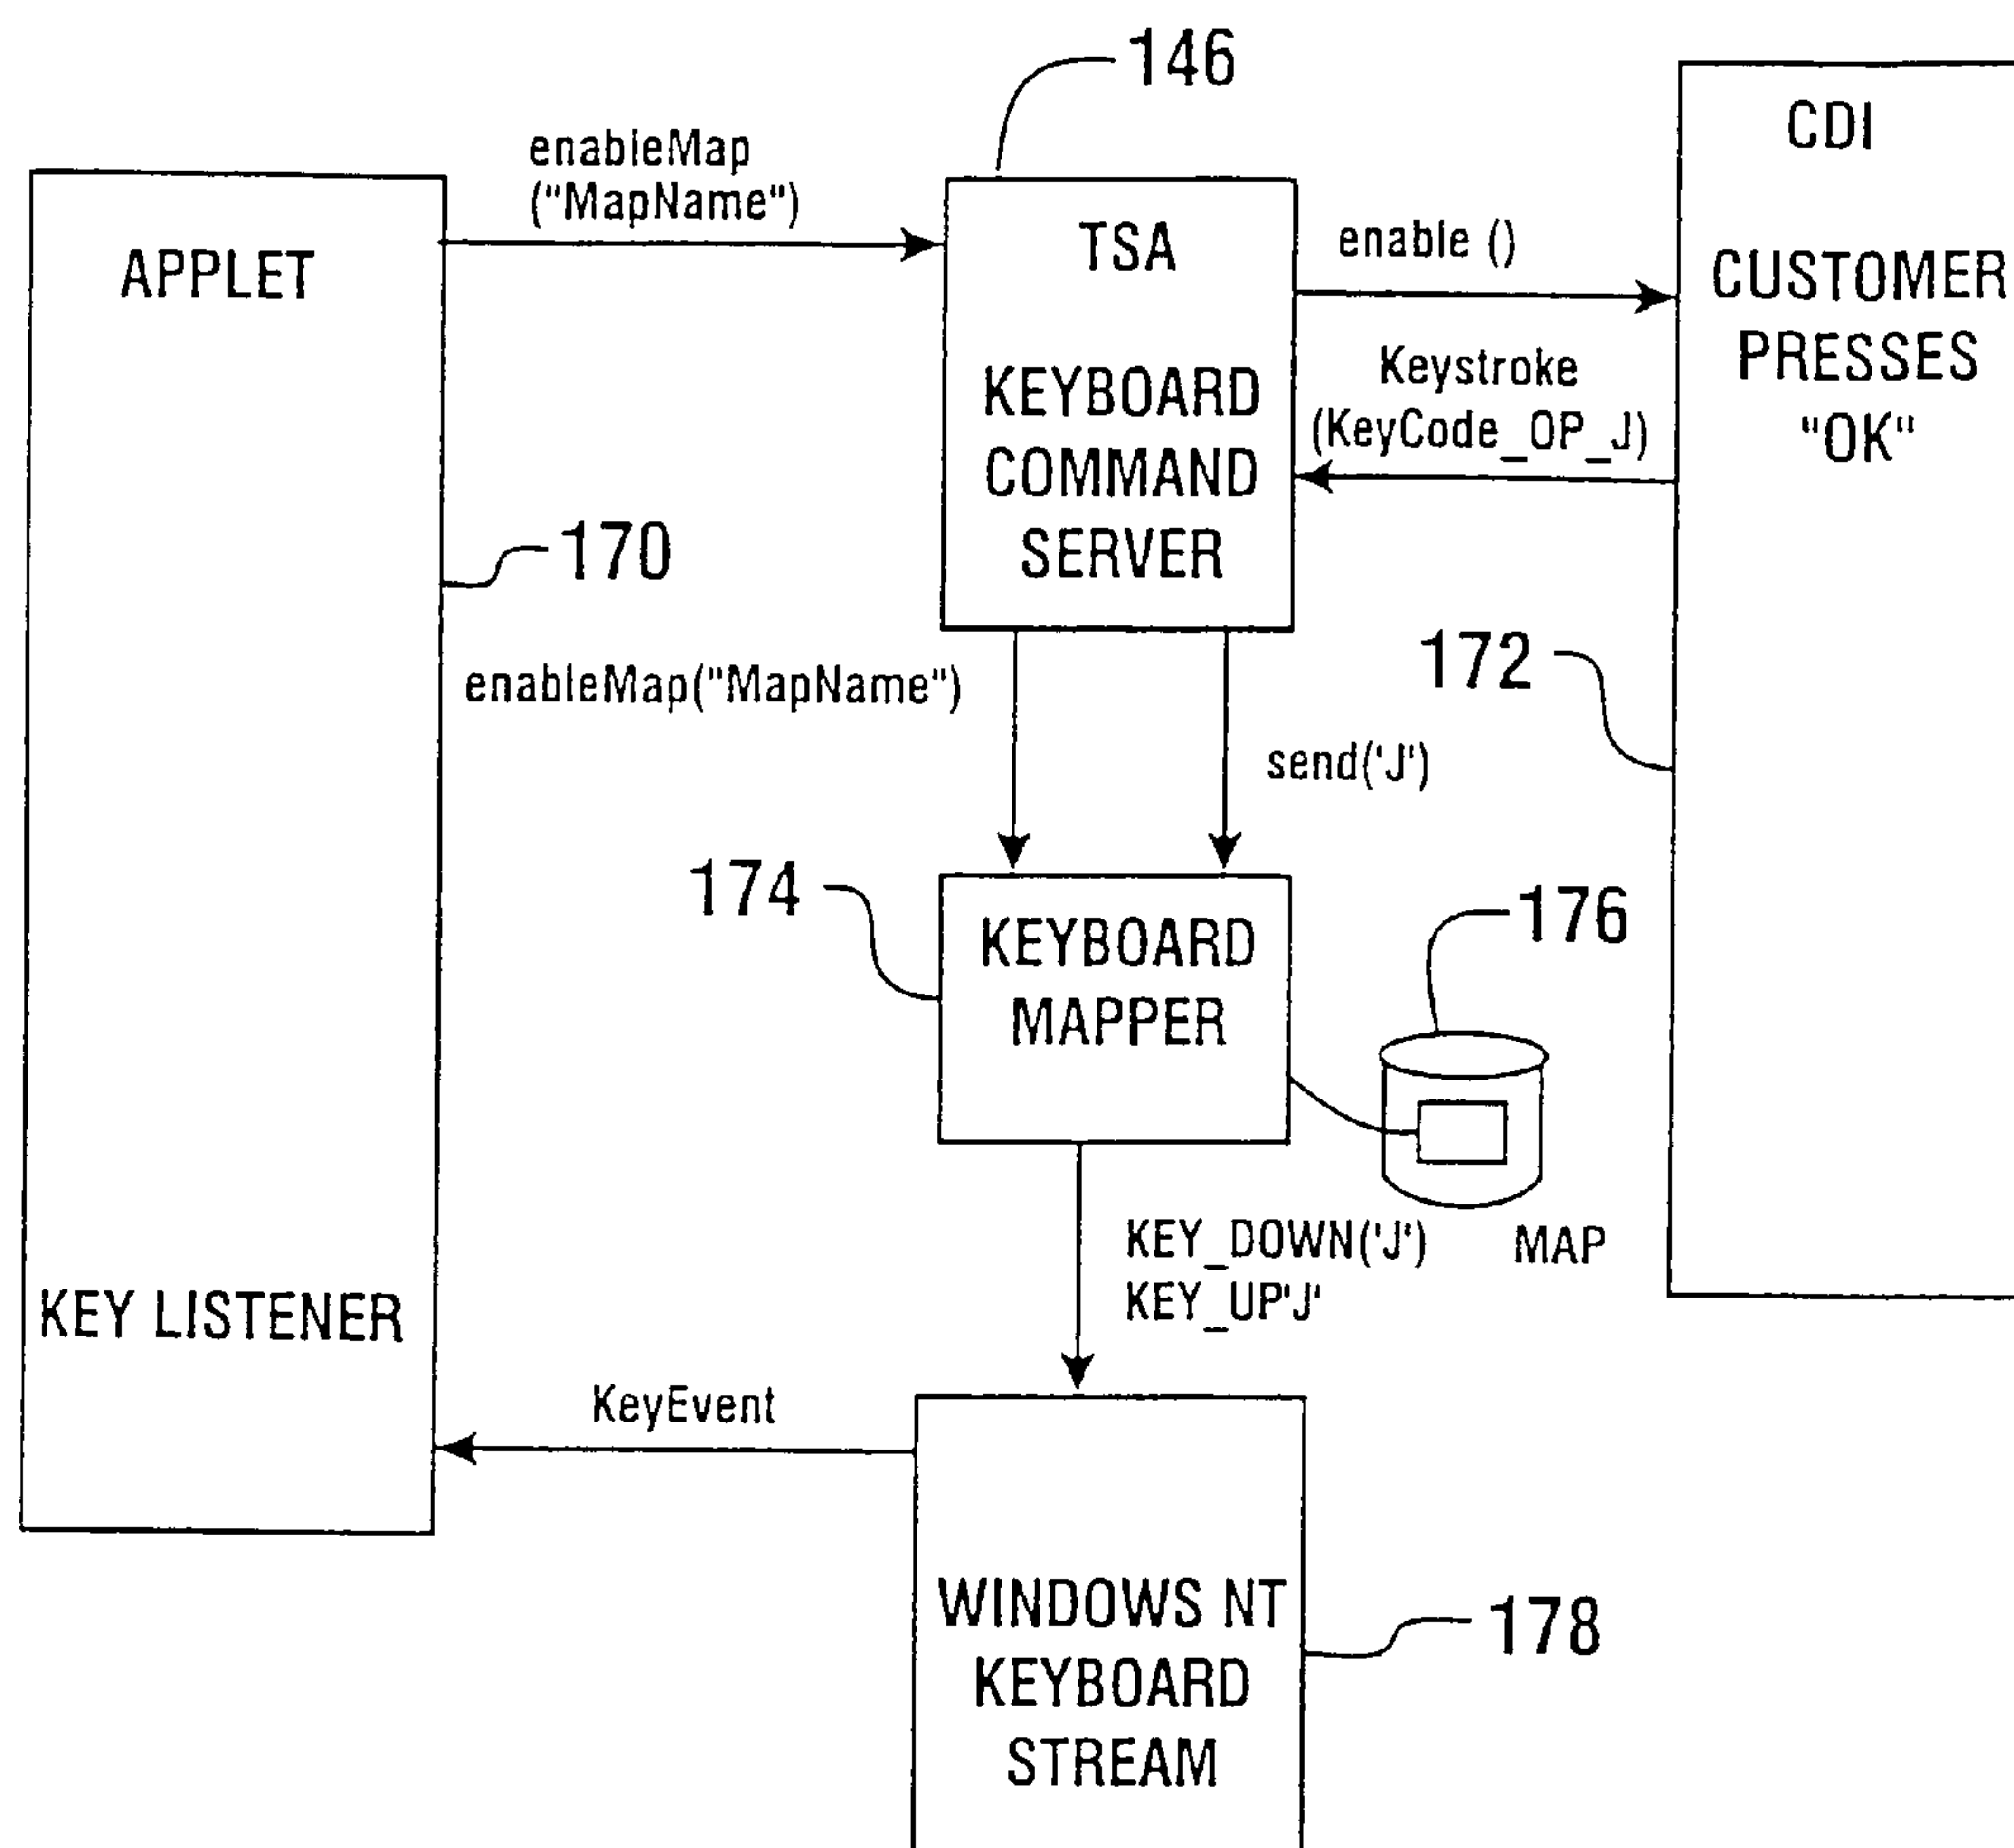 146
CDI
enableMap
("MapName")
APPLET
TSA
enable ()
CUSTOMER
PRESSES
"OK"
KEYBOARD
COMMAND
SERVER
Keystroke
(KeyCode_OP_J)
170
172
enableMap("MapName")
send('J')
174
KEYBOARD
MAPPER
176
KEY_DOWN('J')
KEY_UP'J'
MAP
KEY LISTENER
KeyEvent
WINDOWS NT
KEYBOARD
STREAM
178